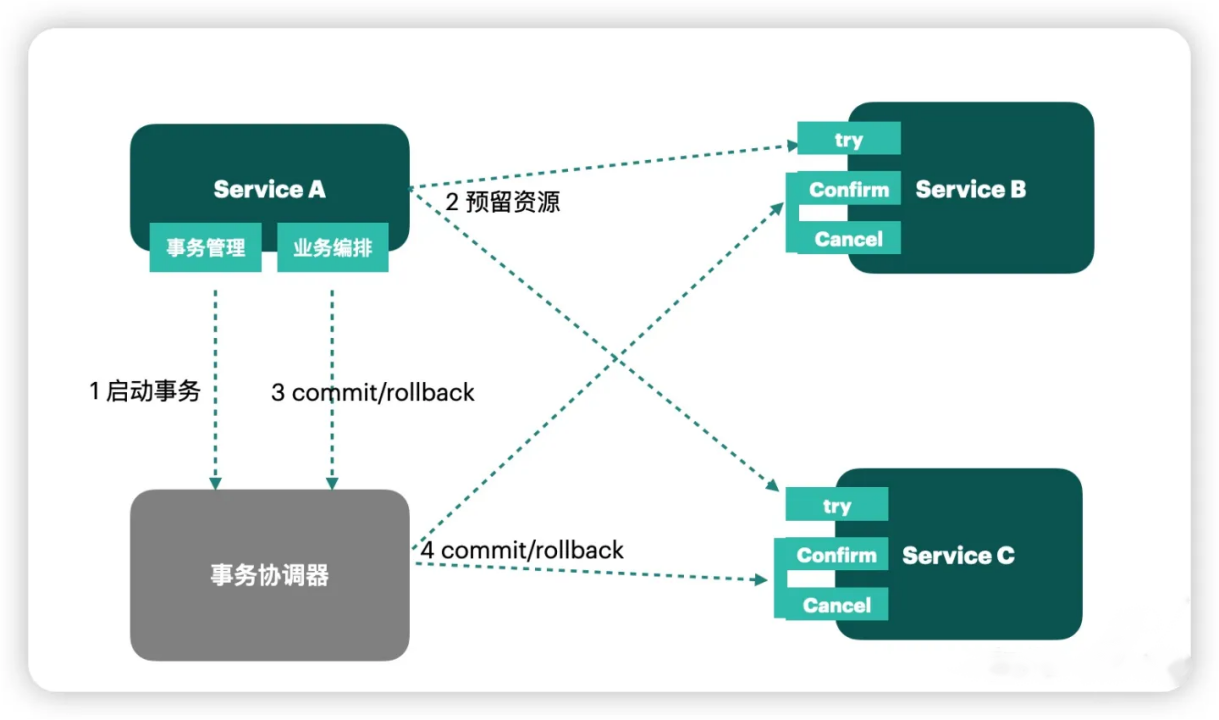 Service A
事务管理
业务编排
2 预留资源
try
Confirm
Cancel
Service B
1 启动事务
3 commit/rollback
事务协调器
4 commit/rollback
try
Confirm
Cancel
Service C